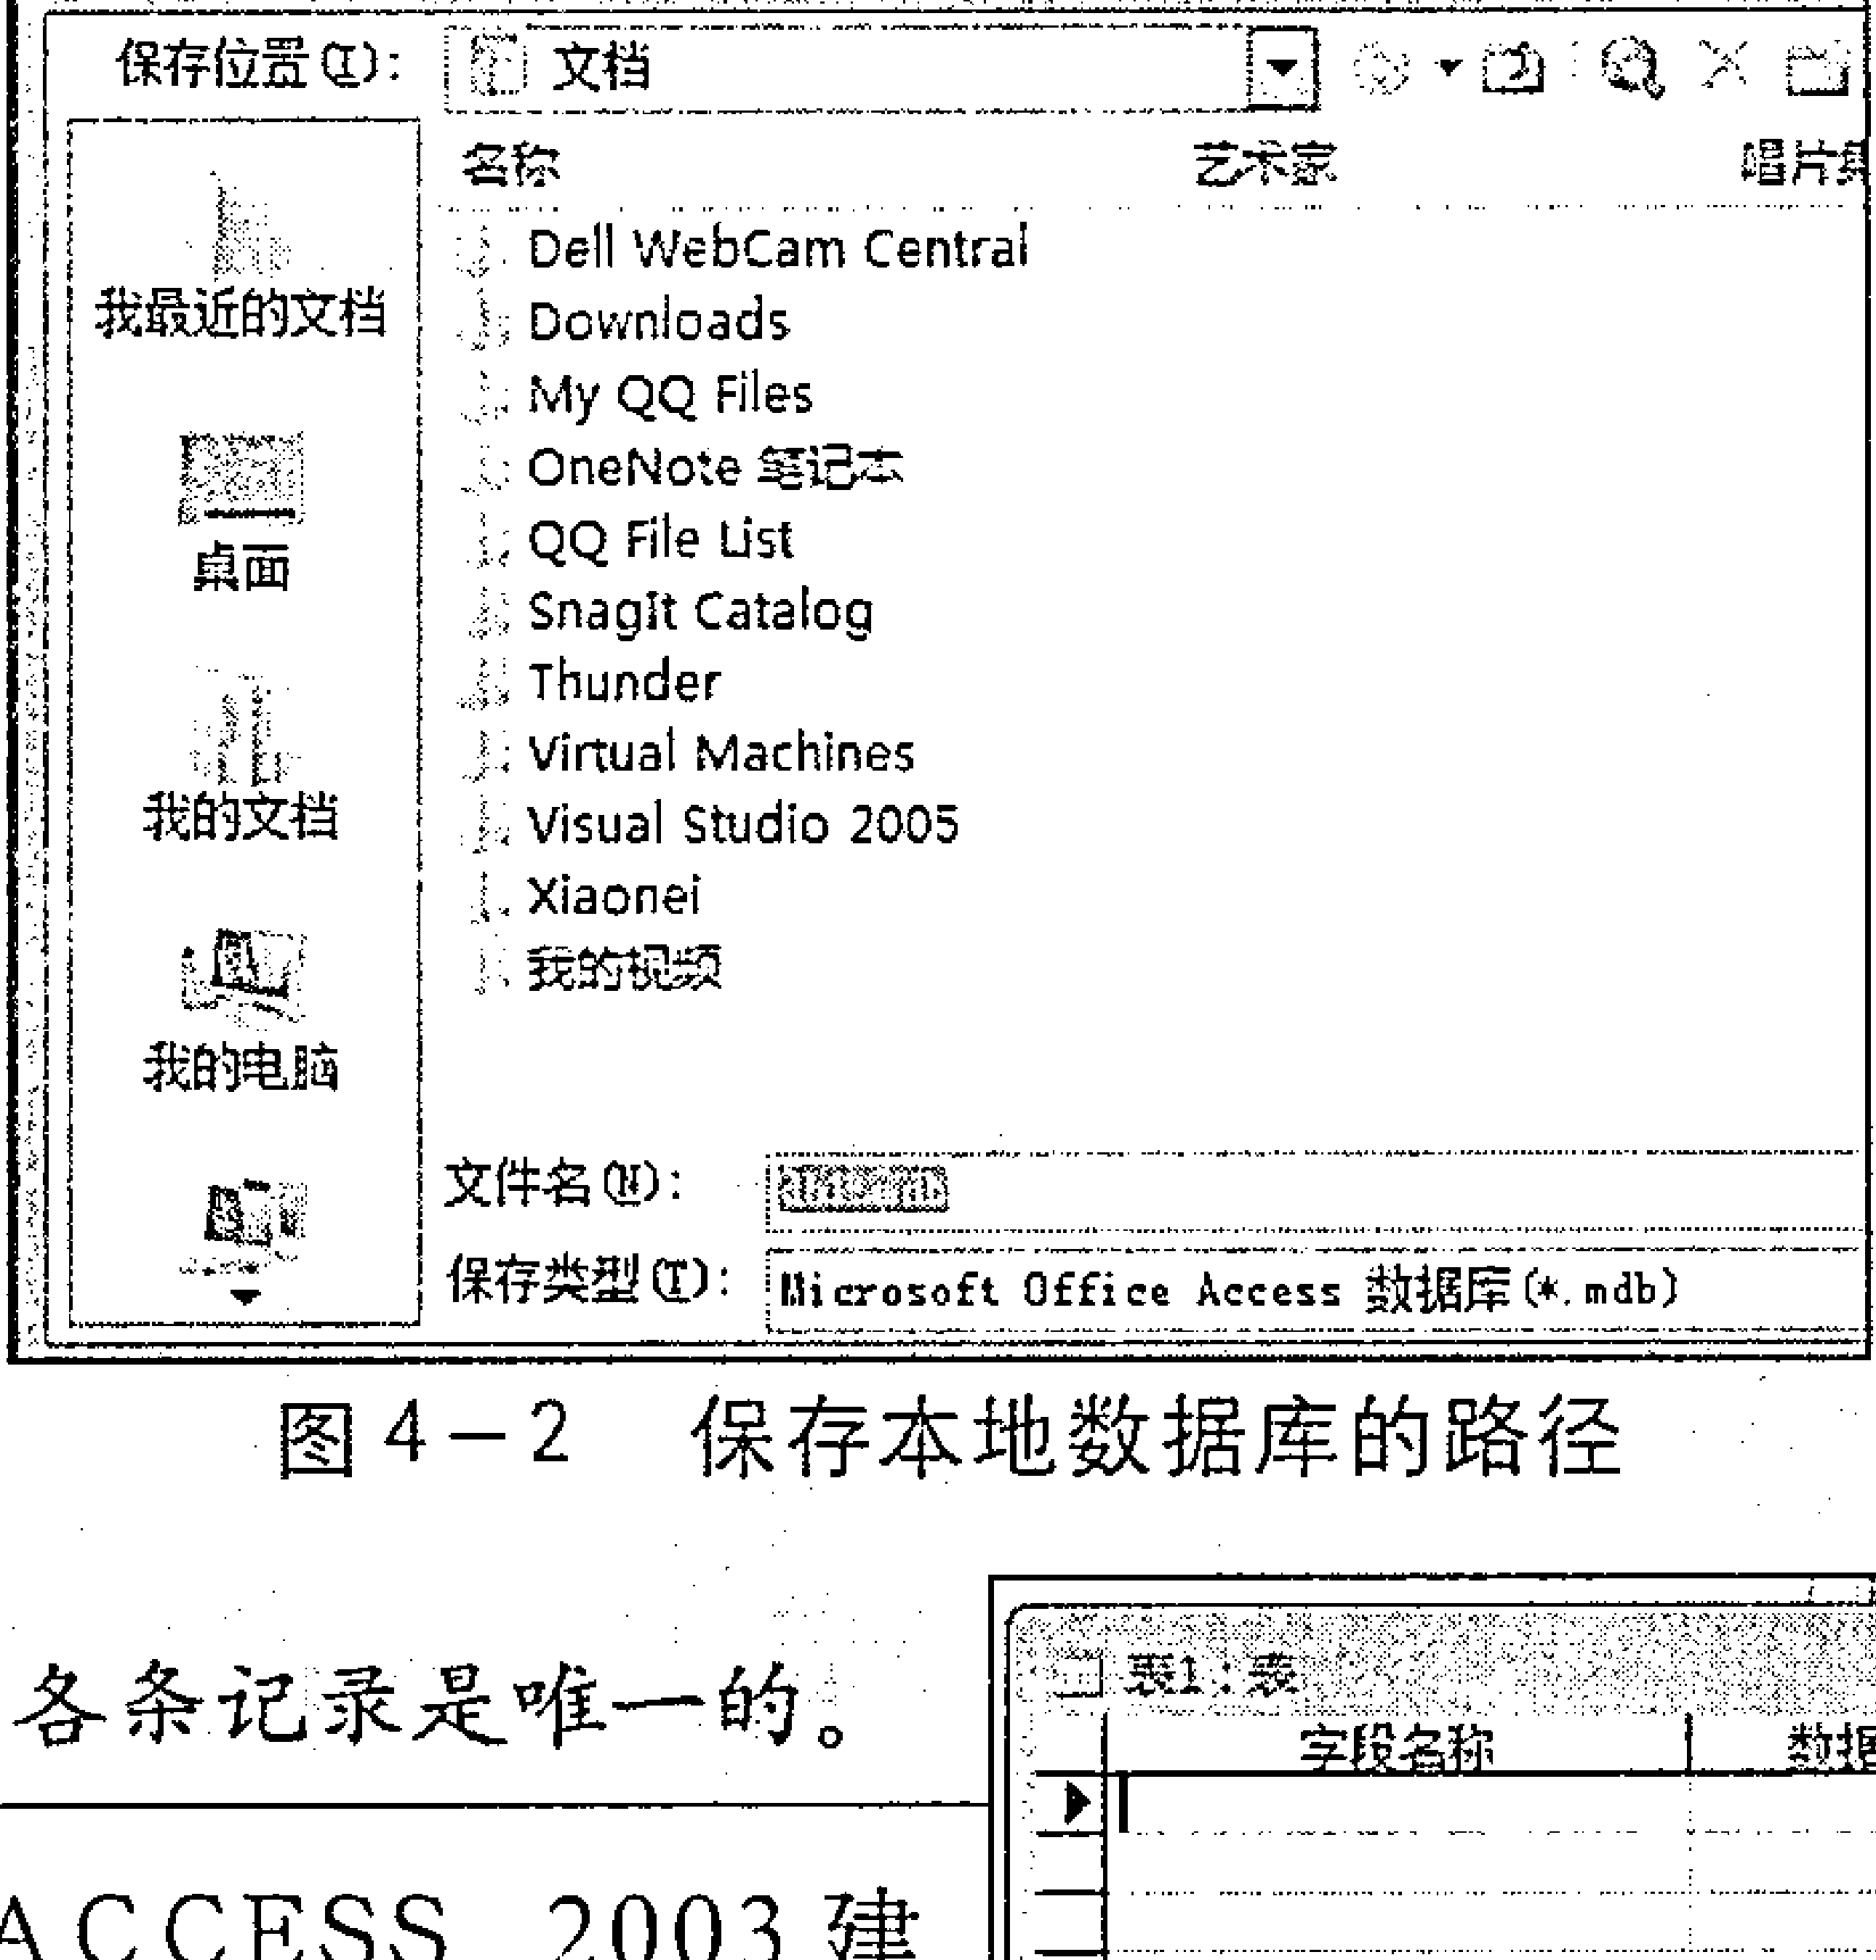 保存位置(I): 文档
名称 艺术家 唱片集
我最近的文档
桌面
我的文档
我的电脑
Dell WebCam Central
Downloads
My QQ Files
OneNote 笔记本
QQ File List
SnagIt Catalog
Thunder
Virtual Machines
Visual Studio 2005
Xiaonei
我的视频
文件名(N):
保存类型(T): Microsoft Office Access 数据库(*.mdb)
图4-2 保存本地数据库的路径
各条记录是唯一的。
ACCESS 2003 建
表1:表
字段名称 数据